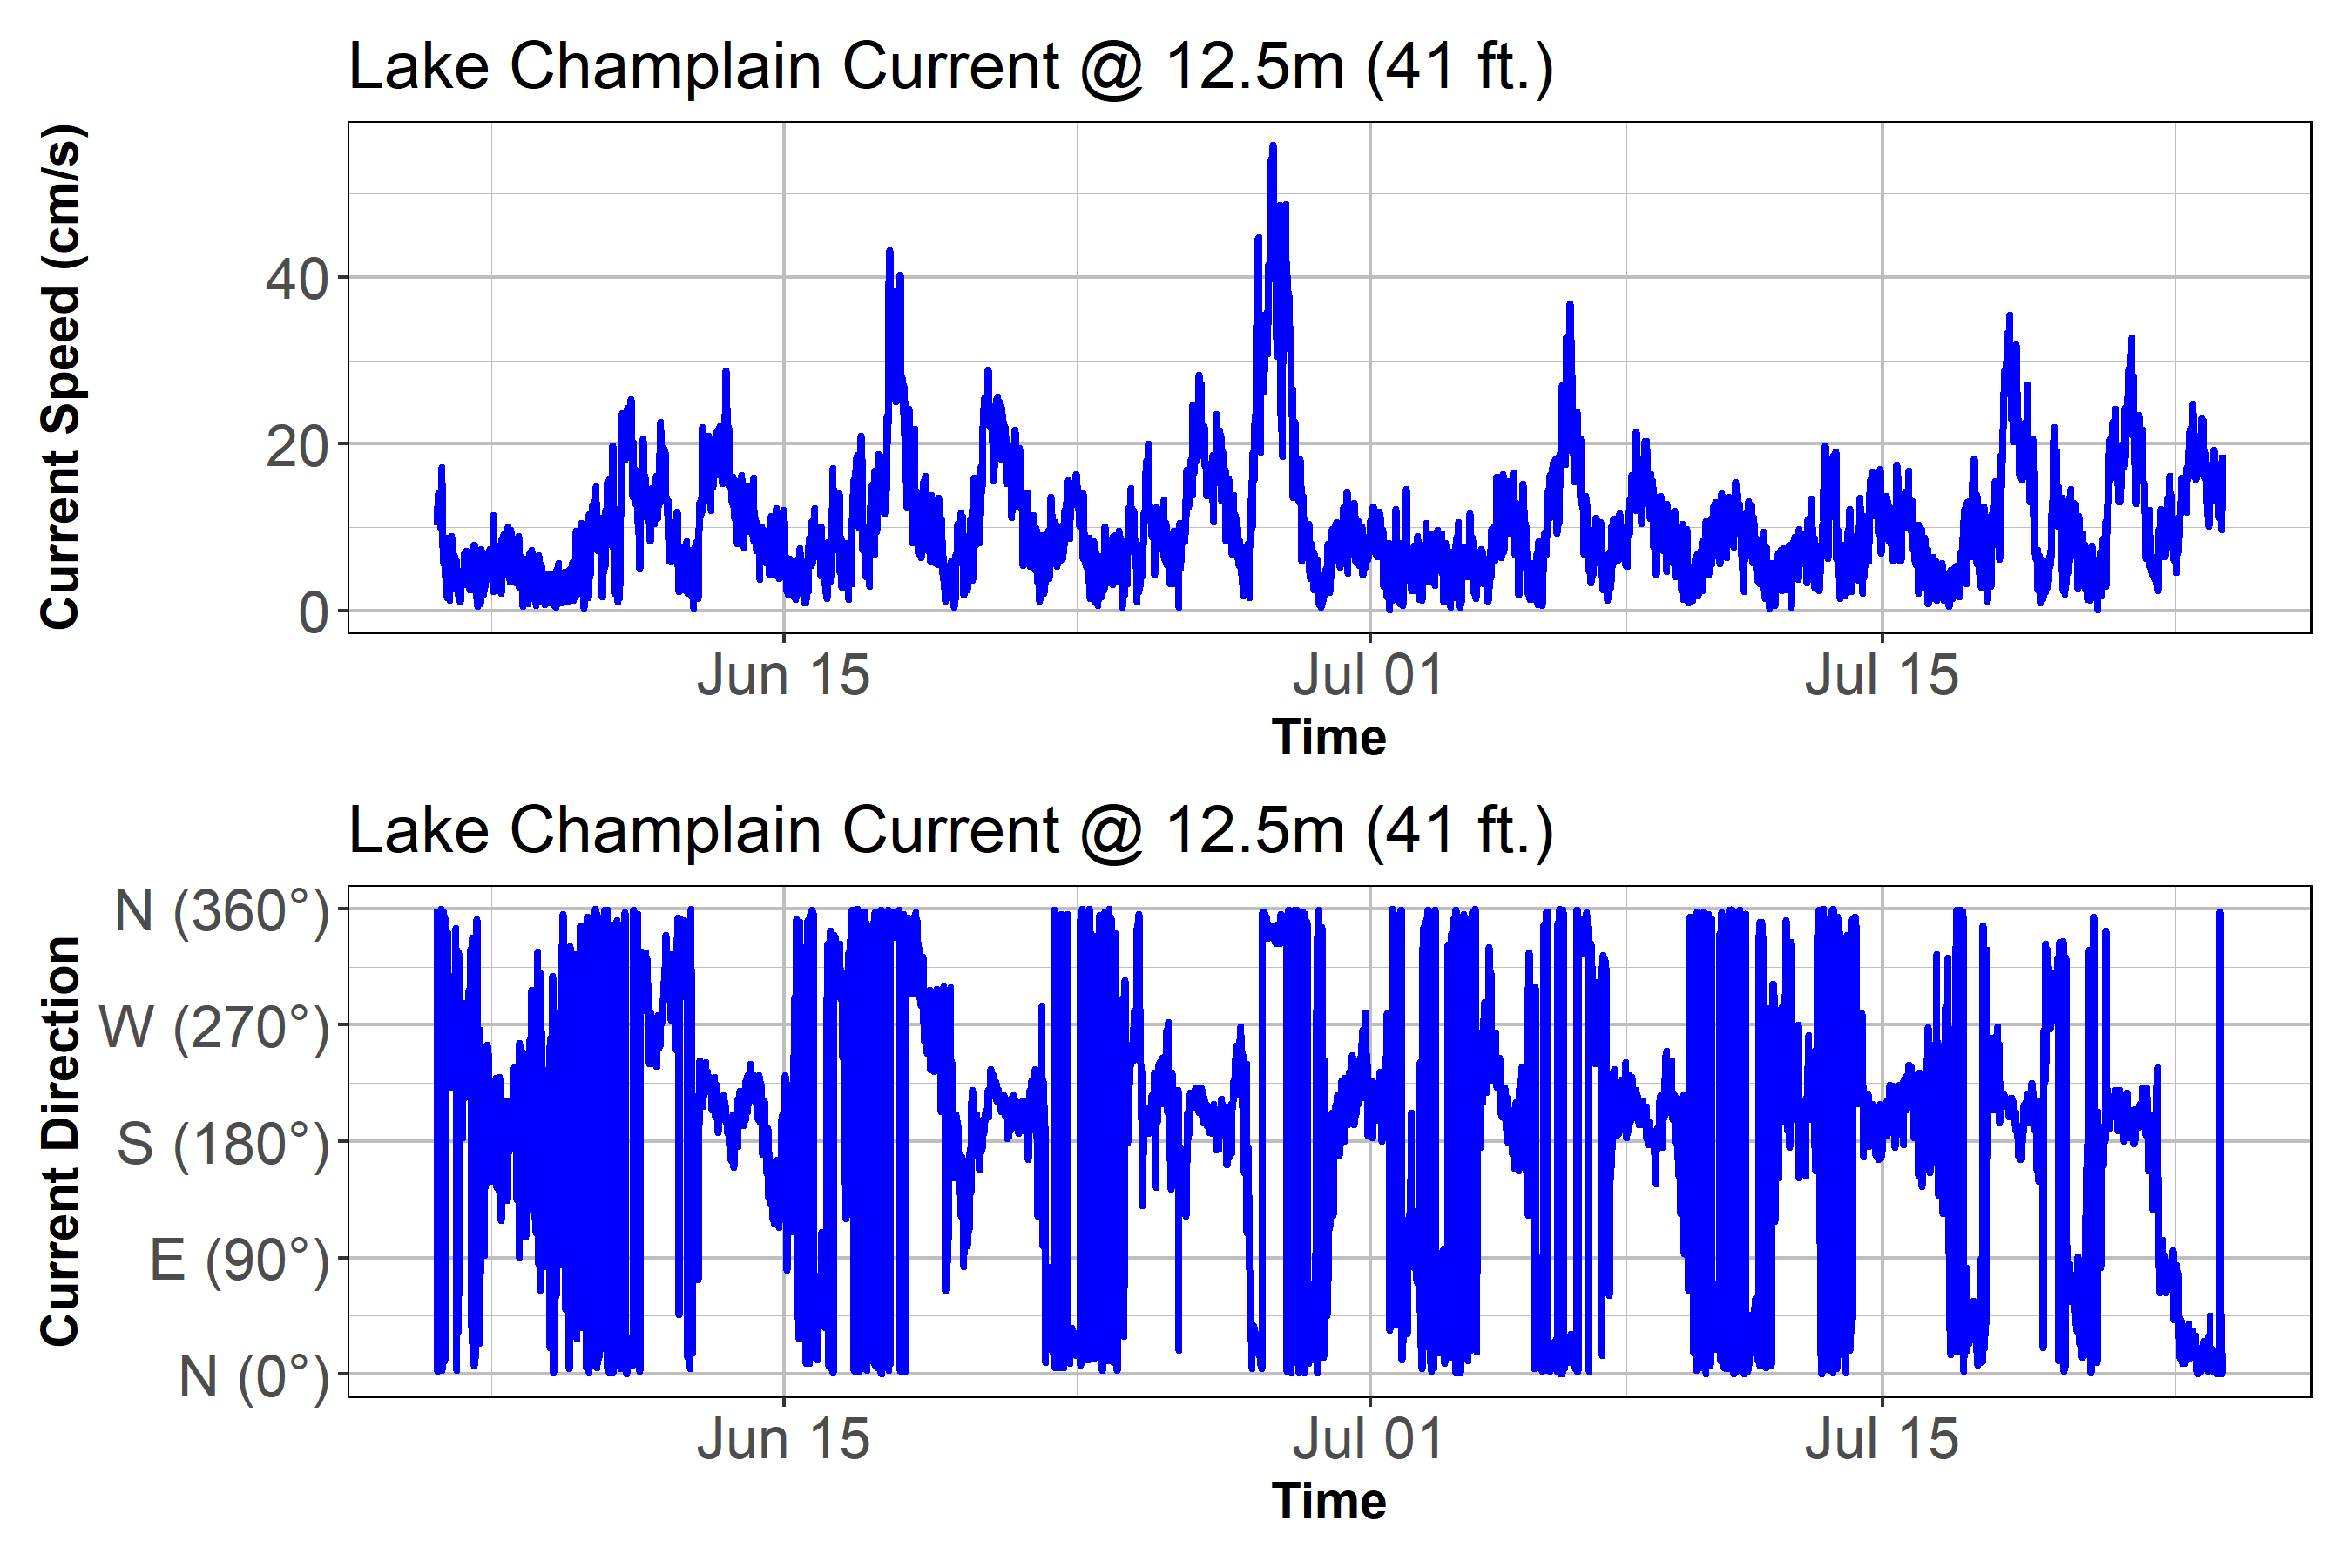 Lake Champlain Current @ 12.5m (41 ft.)
Current Speed (cm/s)
40
20
0
Jun 15 Jul 01 Jul 15
Time
Lake Champlain Current @ 12.5m (41 ft.)
Current Direction
N (360°)
W (270°)
S (180°)
E (90°)
N (0°)
Jun 15 Jul 01 Jul 15
Time